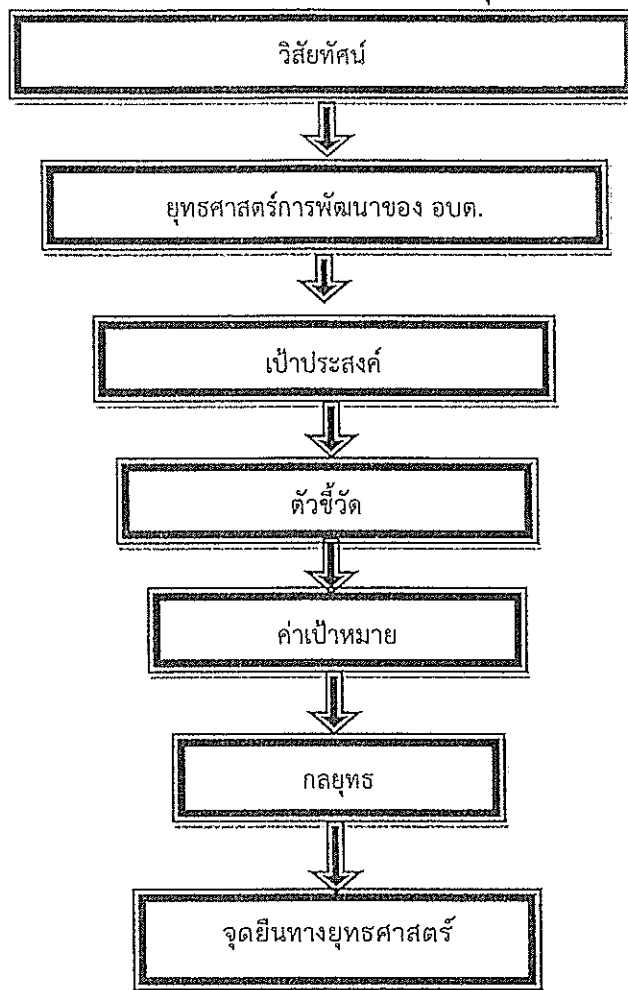 วิสัยทัศน์
ยุทธศาสตร์การพัฒนาของ อบต.
เป้าประสงค์
ตัวชี้วัด
ค่าเป้าหมาย
กลยุทธ
จุดยืนทางยุทธศาสตร์